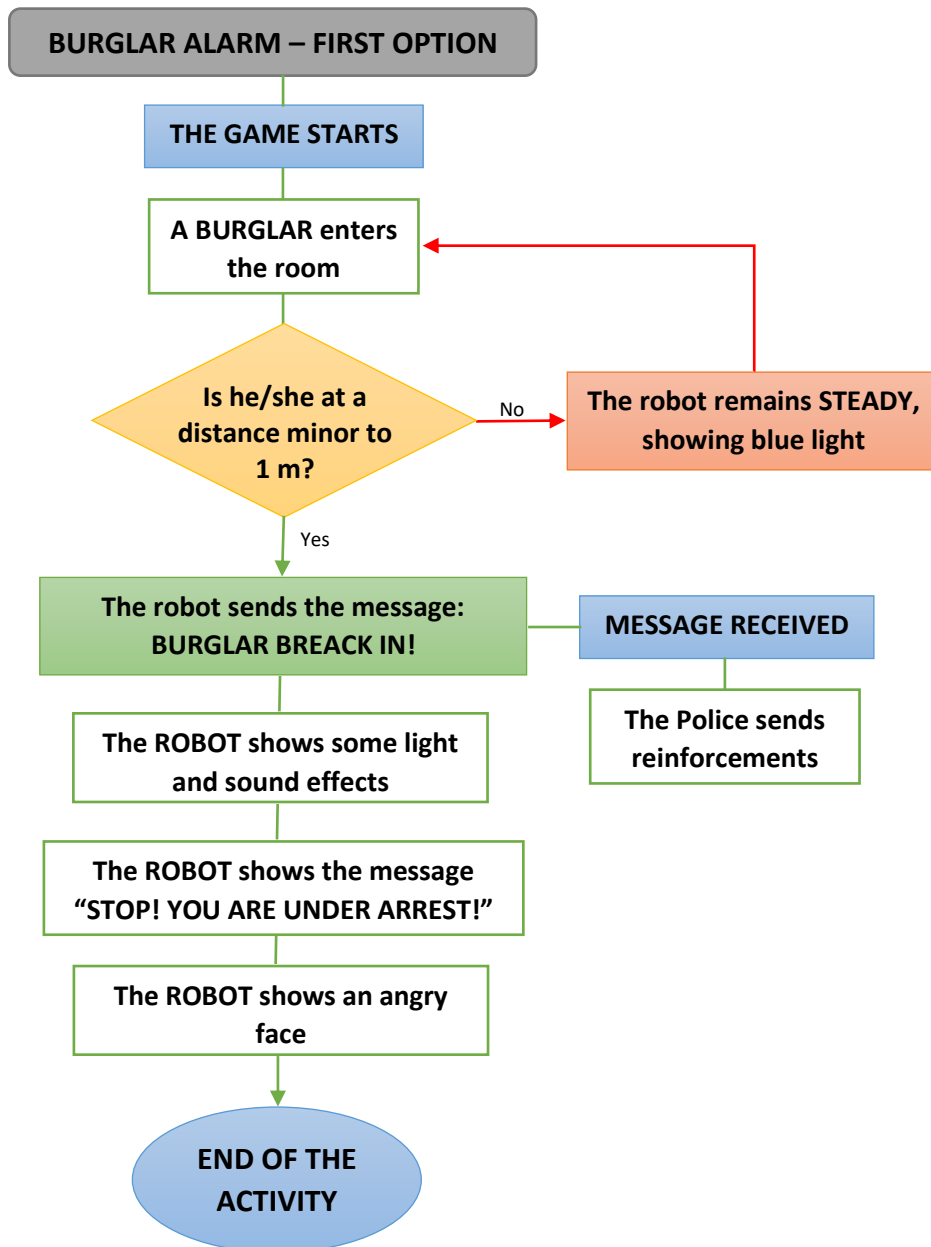 BURGLAR ALARM – FIRST OPTION
THE GAME STARTS
A BURGLAR enters
the room
Is he/she at a
distance minor to
1 m?
No
The robot remains STEADY,
showing blue light
Yes
The robot sends the message:
BURGLAR BREACK IN!
MESSAGE RECEIVED
The Police sends
reinforcements
The ROBOT shows some light
and sound effects
The ROBOT shows the message
“STOP! YOU ARE UNDER ARREST!”
The ROBOT shows an angry
face
END OF THE
ACTIVITY